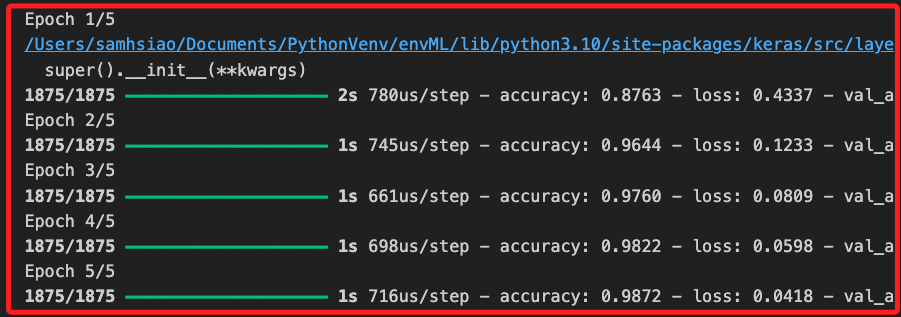 Epoch 1/5
/Users/samhsiao/Documents/PythonVenv/envML/lib/python3.10/site-packages/keras/src/laye
super().__init__(**kwargs)
1875/1875 ━━━━━━━━━━━━━━━━━━━━ 2s 780us/step - accuracy: 0.8763 - loss: 0.4337 - val_a
Epoch 2/5
1875/1875 ━━━━━━━━━━━━━━━━━━━━ 1s 745us/step - accuracy: 0.9644 - loss: 0.1233 - val_a
Epoch 3/5
1875/1875 ━━━━━━━━━━━━━━━━━━━━ 1s 661us/step - accuracy: 0.9760 - loss: 0.0809 - val_a
Epoch 4/5
1875/1875 ━━━━━━━━━━━━━━━━━━━━ 1s 698us/step - accuracy: 0.9822 - loss: 0.0598 - val_a
Epoch 5/5
1875/1875 ━━━━━━━━━━━━━━━━━━━━ 1s 716us/step - accuracy: 0.9872 - loss: 0.0418 - val_a